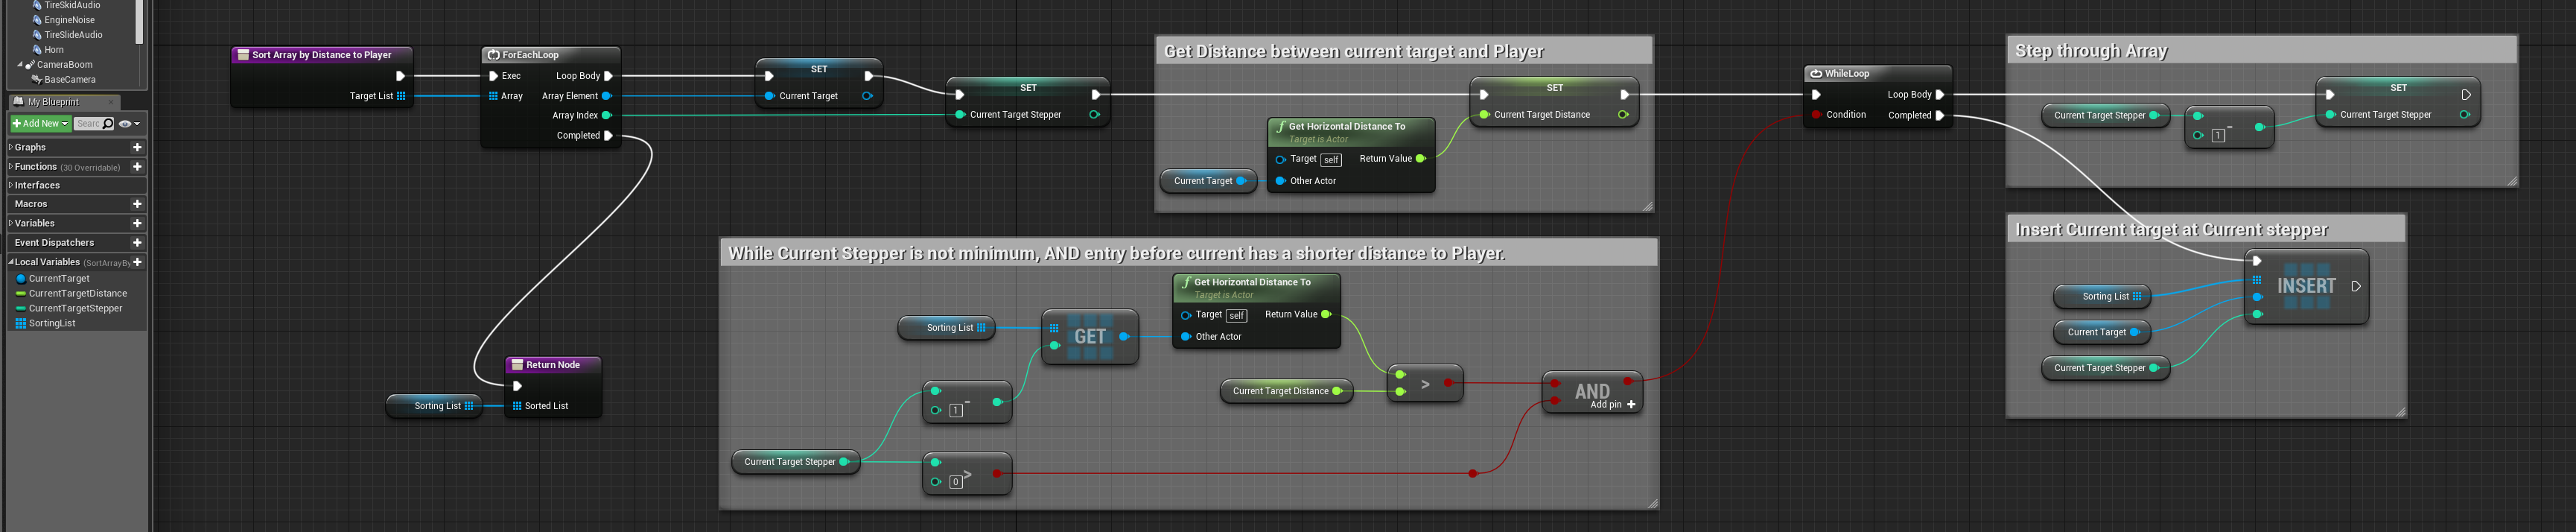 TireSkidAudio
EngineNoise
TireSlideAudio
Horn
CameraBoom
BaseCamera
My Blueprint
Add New
Searc
Graphs
Functions (30 Overridable)
Interfaces
Macros
Variables
Event Dispatchers
Local Variables (SortArrayBy
CurrentTarget
CurrentTargetDistance
CurrentTargetStepper
SortingList
Sort Array by Distance to Player
Target List
ForEachLoop
Exec Loop Body
Array Array Element
Array Index
Completed
SET
Current Target
SET
Current Target Stepper
Get Distance between current target and Player
SET
Current Target Distance
Get Horizontal Distance To
Target is Actor
Target self Return Value
Current Target
Other Actor
WhileLoop
Loop Body
Condition Completed
Step through Array
SET
Current Target Stepper
1 -
Current Target Stepper
While Current Stepper is not minimum, AND entry before current has a shorter distance to Player.
Get Horizontal Distance To
Target is Actor
Target self Return Value
Other Actor
Sorting List
GET
Current Target Distance
>
AND
Add pin +
1 -
Current Target Stepper
0 >
Insert Current target at Current stepper
INSERT
Sorting List
Current Target
Current Target Stepper
Return Node
Sorting List
Sorted List